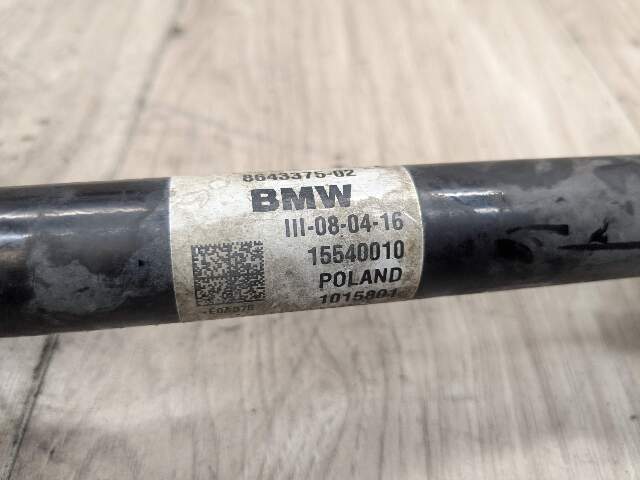 8643375-02
BMW
III-08-04-16
15540010
POLAND
1015801